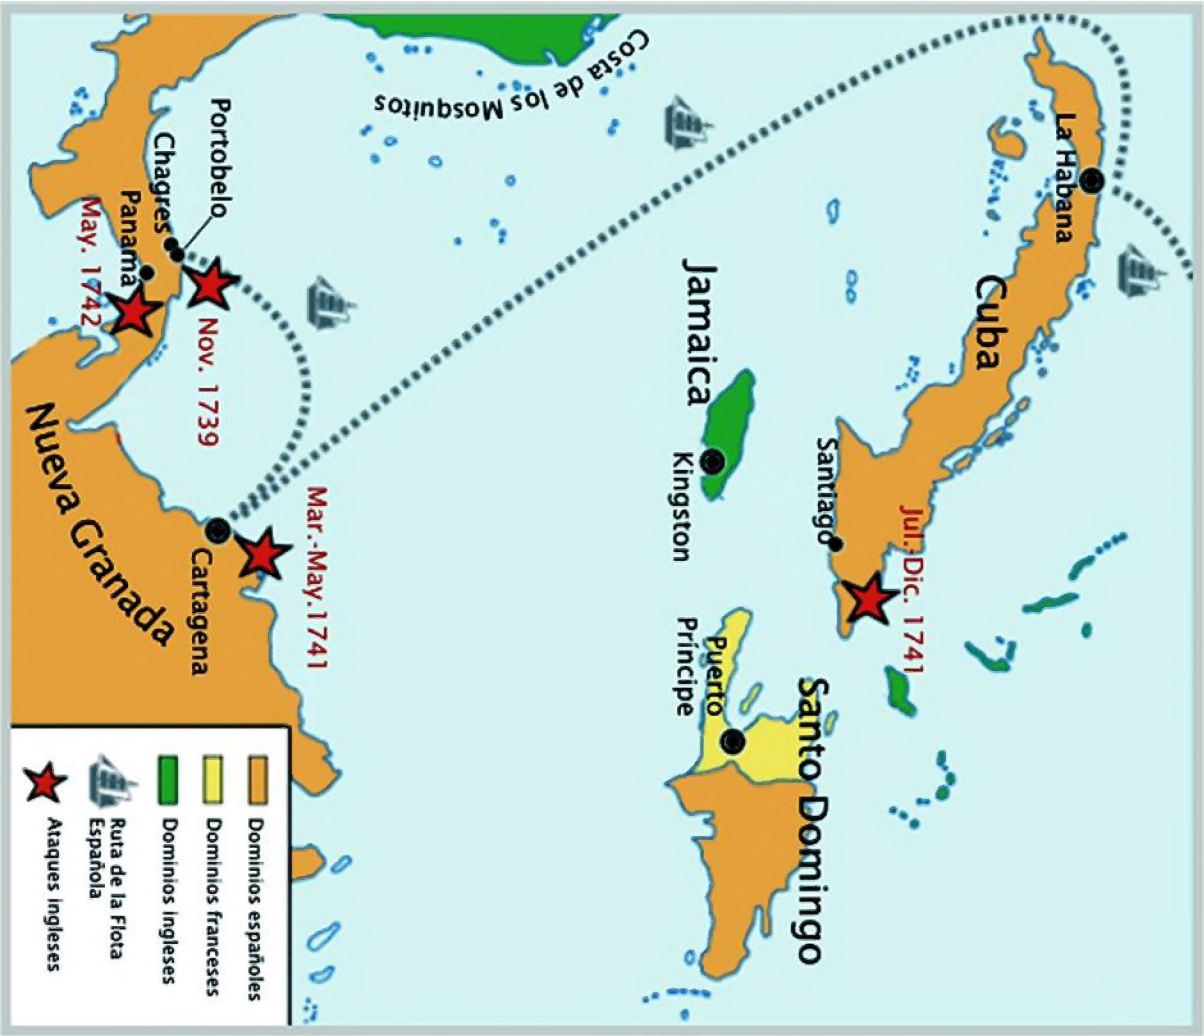 La Habana
Cuba
Santiago
Jul.-Dic. 1741
Jamaica
Kingston
Santo Domingo
Puerto
Príncipe
Costa de los Mosquitos
Portobelo
Chagres
Panamá
Nov. 1739
May. 1742
Mar.-May.1741
Cartagena
Nueva Granada
Dominios españoles
Dominios franceses
Dominios ingleses
Ruta de la Flota
Española
Ataques ingleses